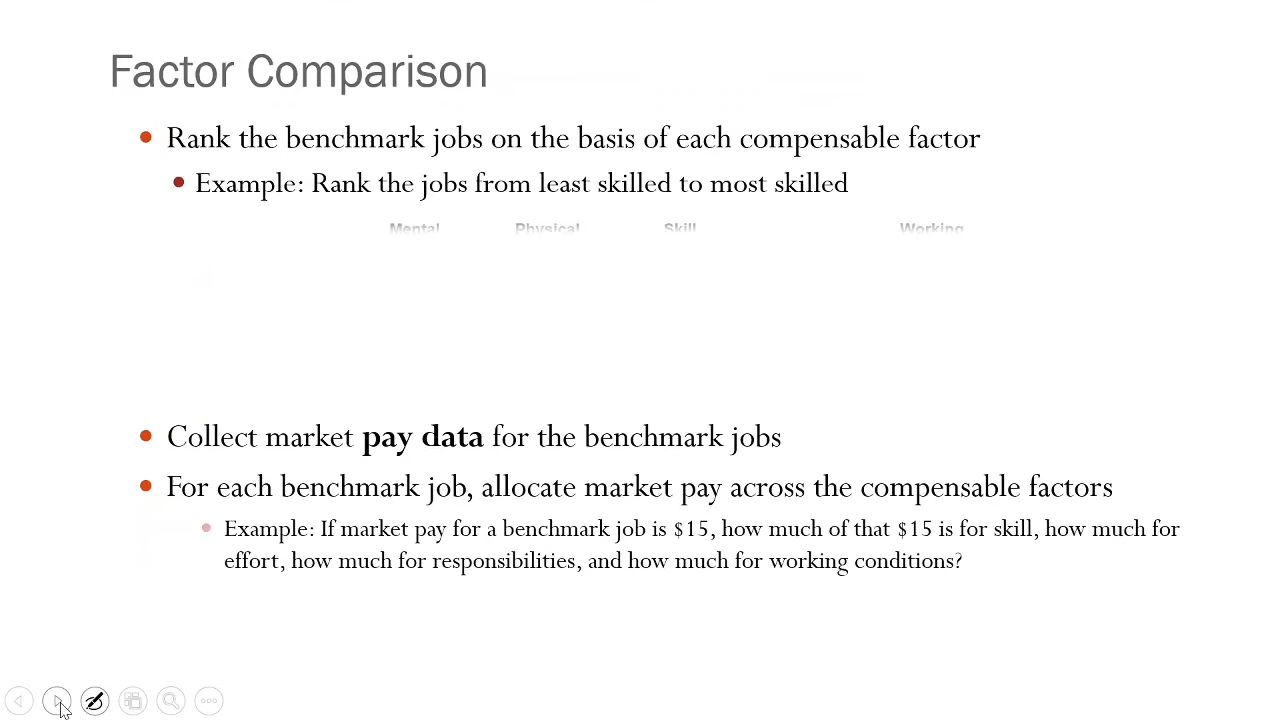 Factor Comparison
Rank the benchmark jobs on the basis of each compensable factor
Example: Rank the jobs from least skilled to most skilled
Mental Physical Skill Working
Collect market pay data for the benchmark jobs
For each benchmark job, allocate market pay across the compensable factors
Example: If market pay for a benchmark job is $15, how much of that $15 is for skill, how much for
effort, how much for responsibilities, and how much for working conditions?